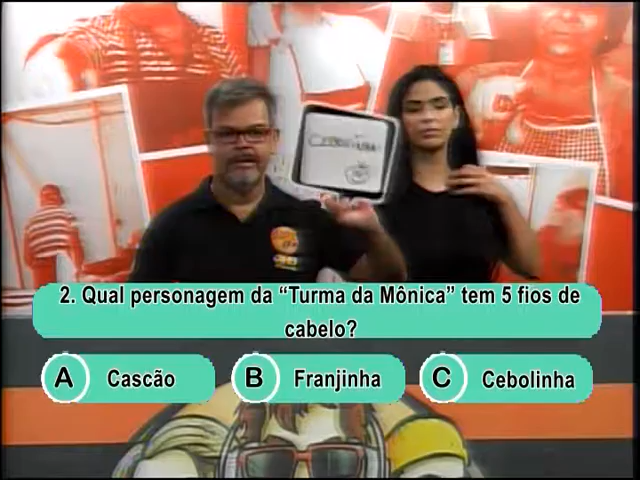 2. Qual personagem da “Turma da Mônica” tem 5 fios de
cabelo?
A Cascão
B Franjinha
C Cebolinha